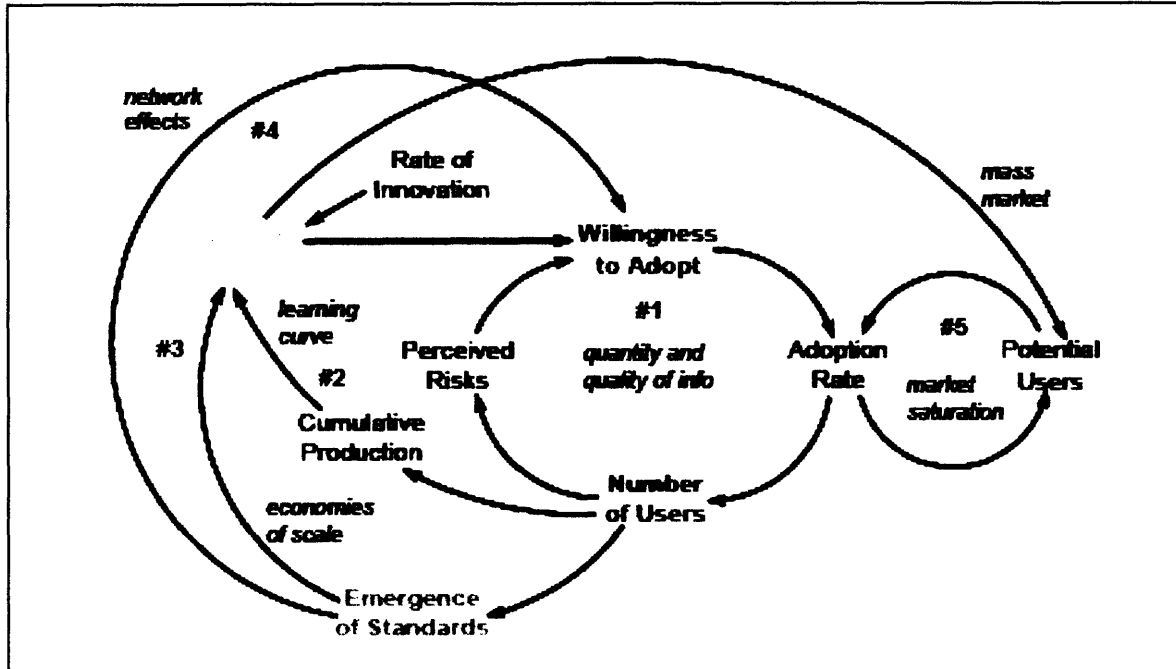 network
effects
#4
Rate of
Innovation
mass
market
Willingness
to Adopt
learning
curve
#1
#5
#3
Perceived
Risks
quantity and
quality of info
Adoption
Rate
Potential
Users
#2
market
saturation
Cumulative
Production
Number
of Users
economies
of scale
Emergence
of Standards